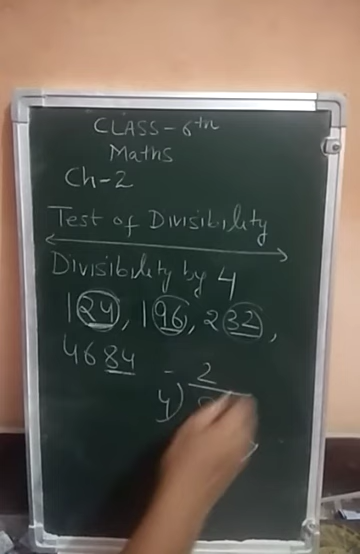 CLASS - 6th
Maths
Ch-2
Test of Divisibility
Divisibility by 4
124, 196, 232,
4684
2
4)